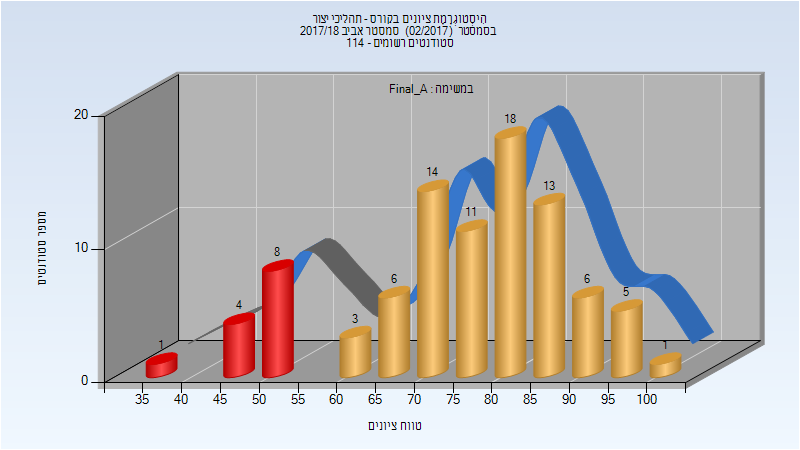 היסטוגרמת ציונים בקורס - תהליכי יצור
בסמסטר (02/2017) סמסטר אביב 2017/18
סטודנטים רשומים - 114
במשימה : Final_A
מספר סטודנטים
20
10
0
1
4
8
3
6
14
11
18
13
6
5
1
35 40 45 50 55 60 65 70 75 80 85 90 95 100
טווח ציונים